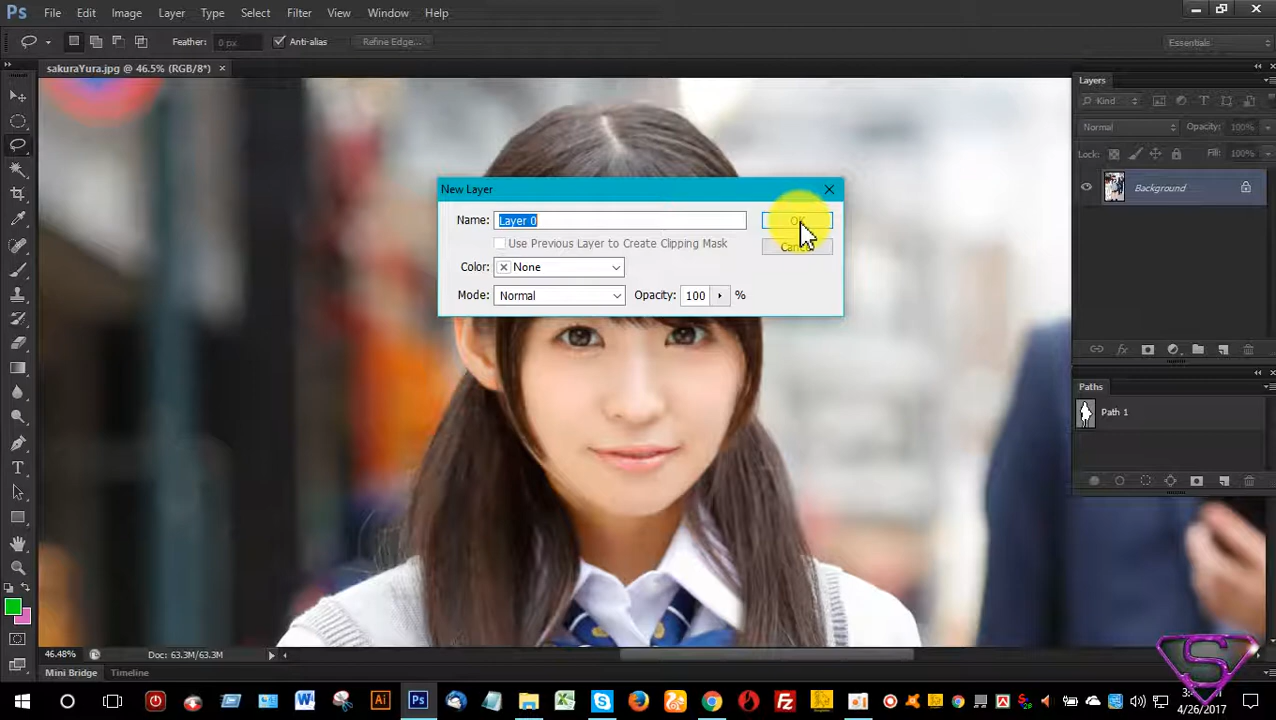 Ps File Edit Image Layer Type Select Filter View Window Help
Feather: 0 px Anti-alias Refine Edge... Essentials
sakuraYura.jpg @ 46.5% (RGB/8*) ×
Layers
Kind
Normal Opacity: 100%
Lock: Fill: 100%
Background
New Layer
Name: Layer 0 OK
Use Previous Layer to Create Clipping Mask Cancel
Color: None
Mode: Normal Opacity: 100 %
Paths
Path 1
46.48% Doc: 63.3M/63.3M
Mini Bridge Timeline
4/26/2017